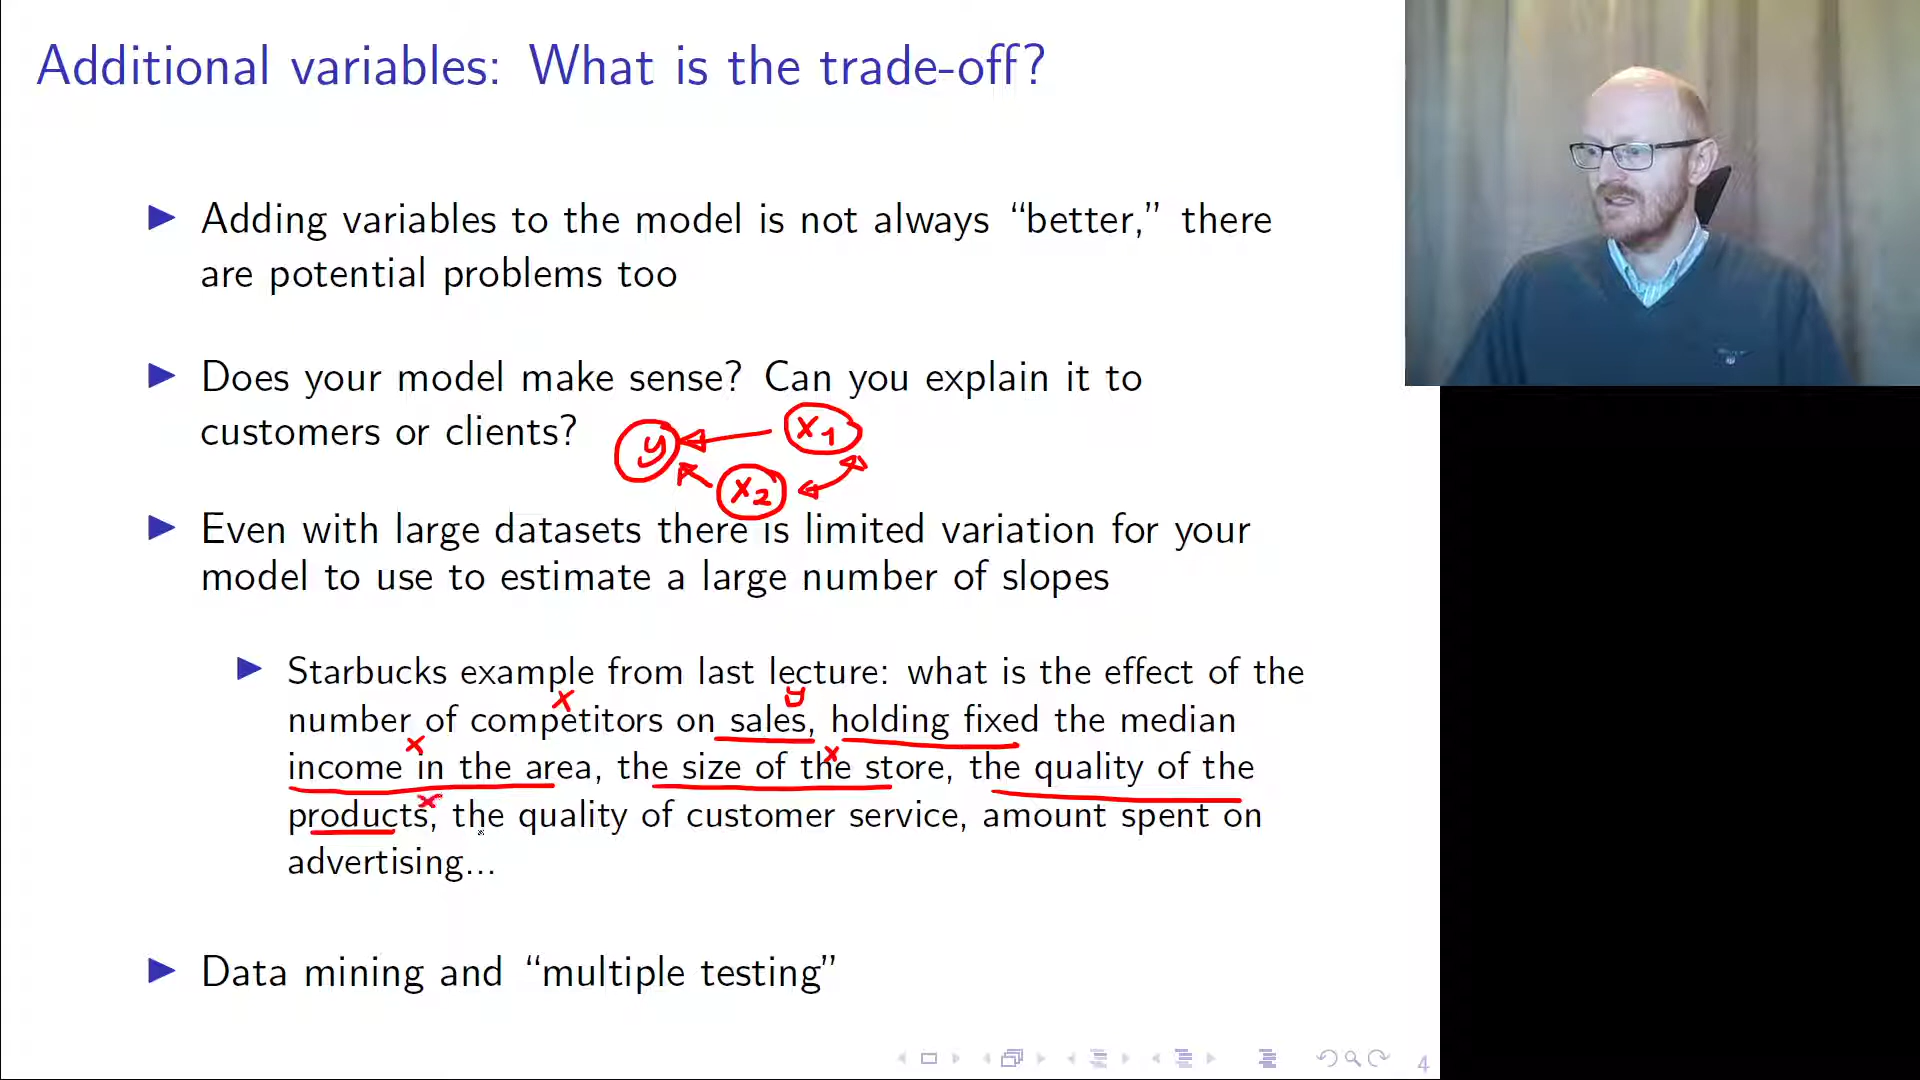 Additional variables: What is the trade-off?
▶ Adding variables to the model is not always “better,” there
are potential problems too
▶ Does your model make sense? Can you explain it to
customers or clients?
y x1
x2
▶ Even with large datasets there is limited variation for your
model to use to estimate a large number of slopes
▶ Starbucks example from last lecture: what is the effect of the
x y
number of competitors on sales, holding fixed the median
x x
income in the area, the size of the store, the quality of the
x
products, the quality of customer service, amount spent on
advertising...
▶ Data mining and “multiple testing”
4